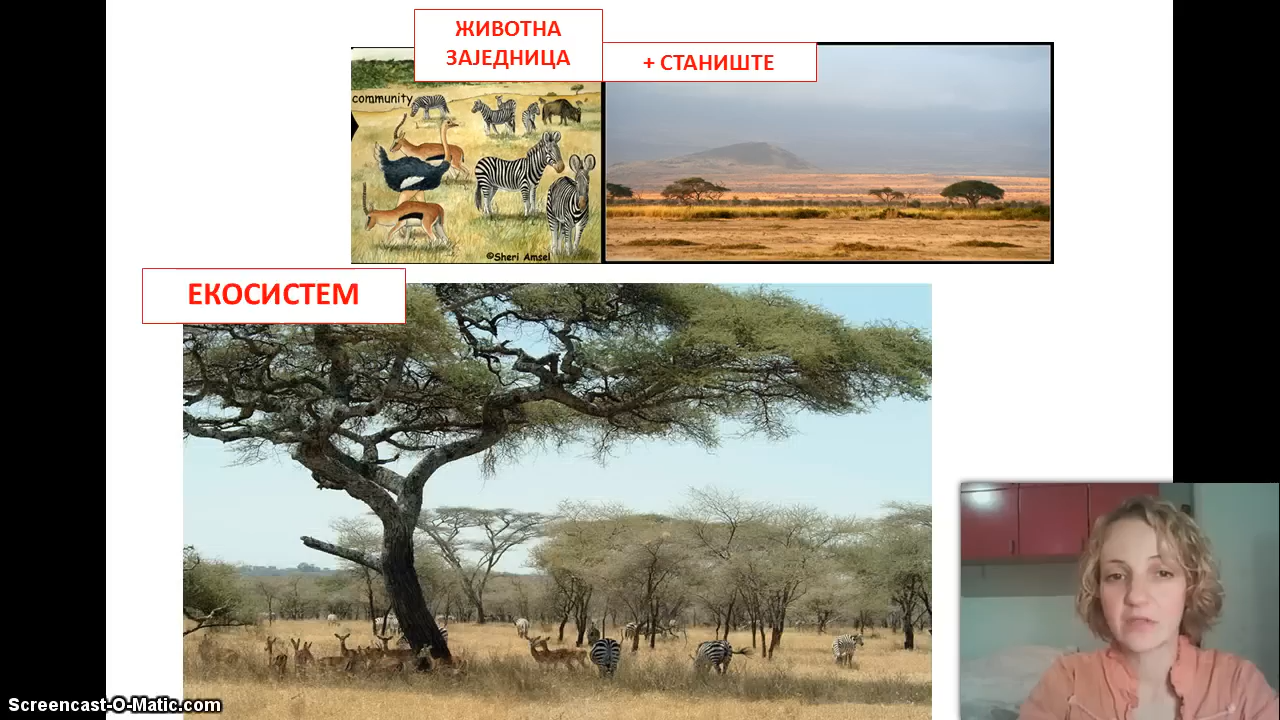 ЖИВОТНА
ЗАЈЕДНИЦА
+ СТАНИШТЕ
community
©Sheri Amsel
ЕКОСИСТЕМ
Screencast-O-Matic.com